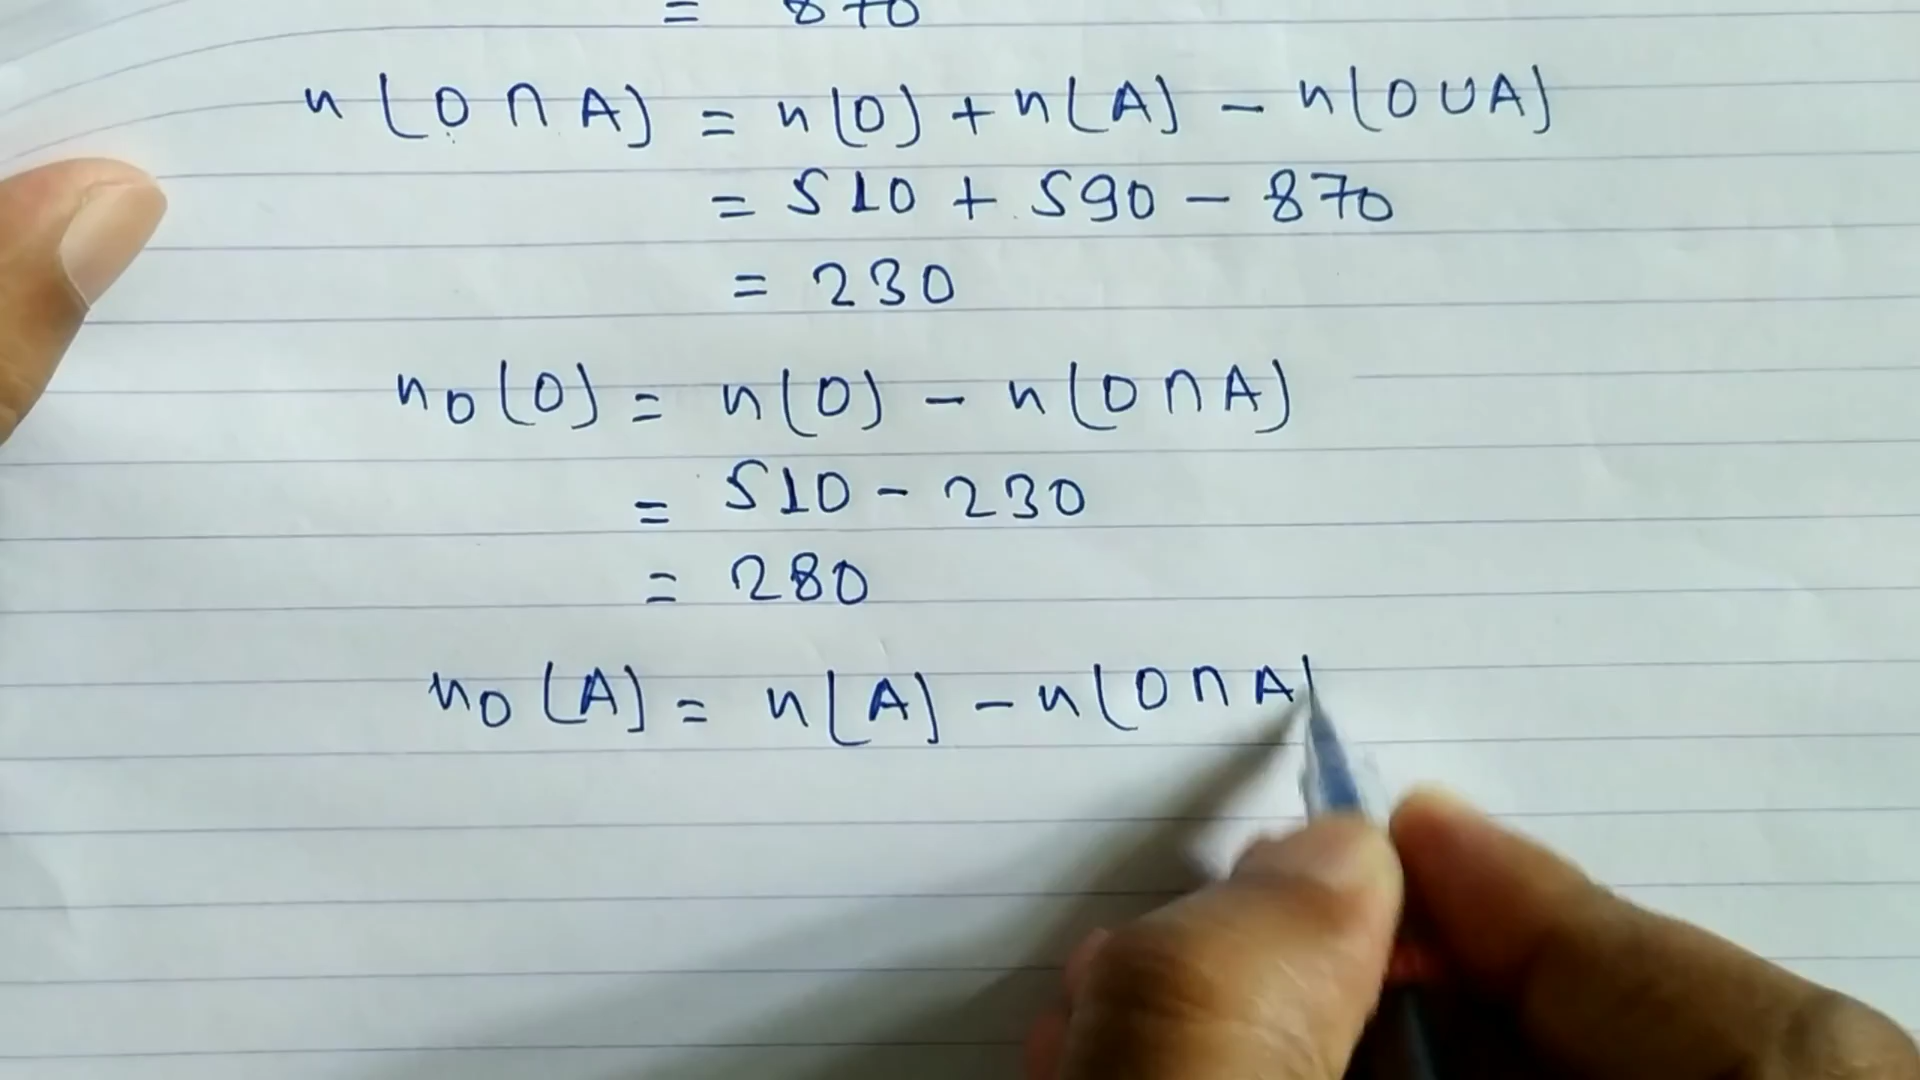 = 870
n(O∩A) = n(O) + n(A) - n(O∪A)
= 510 + 590 - 870
= 230
n₀(O) = n(O) - n(O∩A)
= 510 - 230
= 280
n₀(A) = n(A) - n(O∩A)